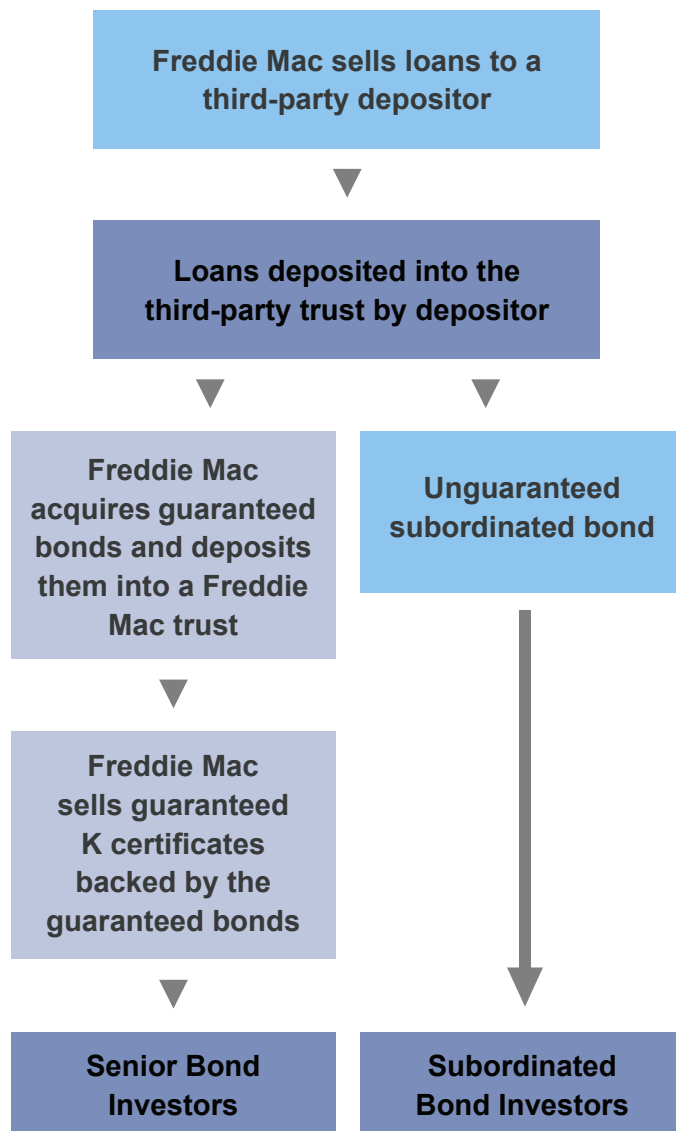 Freddie Mac sells loans to a
third-party depositor
Loans deposited into the
third-party trust by depositor
Freddie Mac
acquires guaranteed
bonds and deposits
them into a Freddie
Mac trust
Unguaranteed
subordinated bond
Freddie Mac
sells guaranteed
K certificates
backed by the
guaranteed bonds
Senior Bond
Investors
Subordinated
Bond Investors